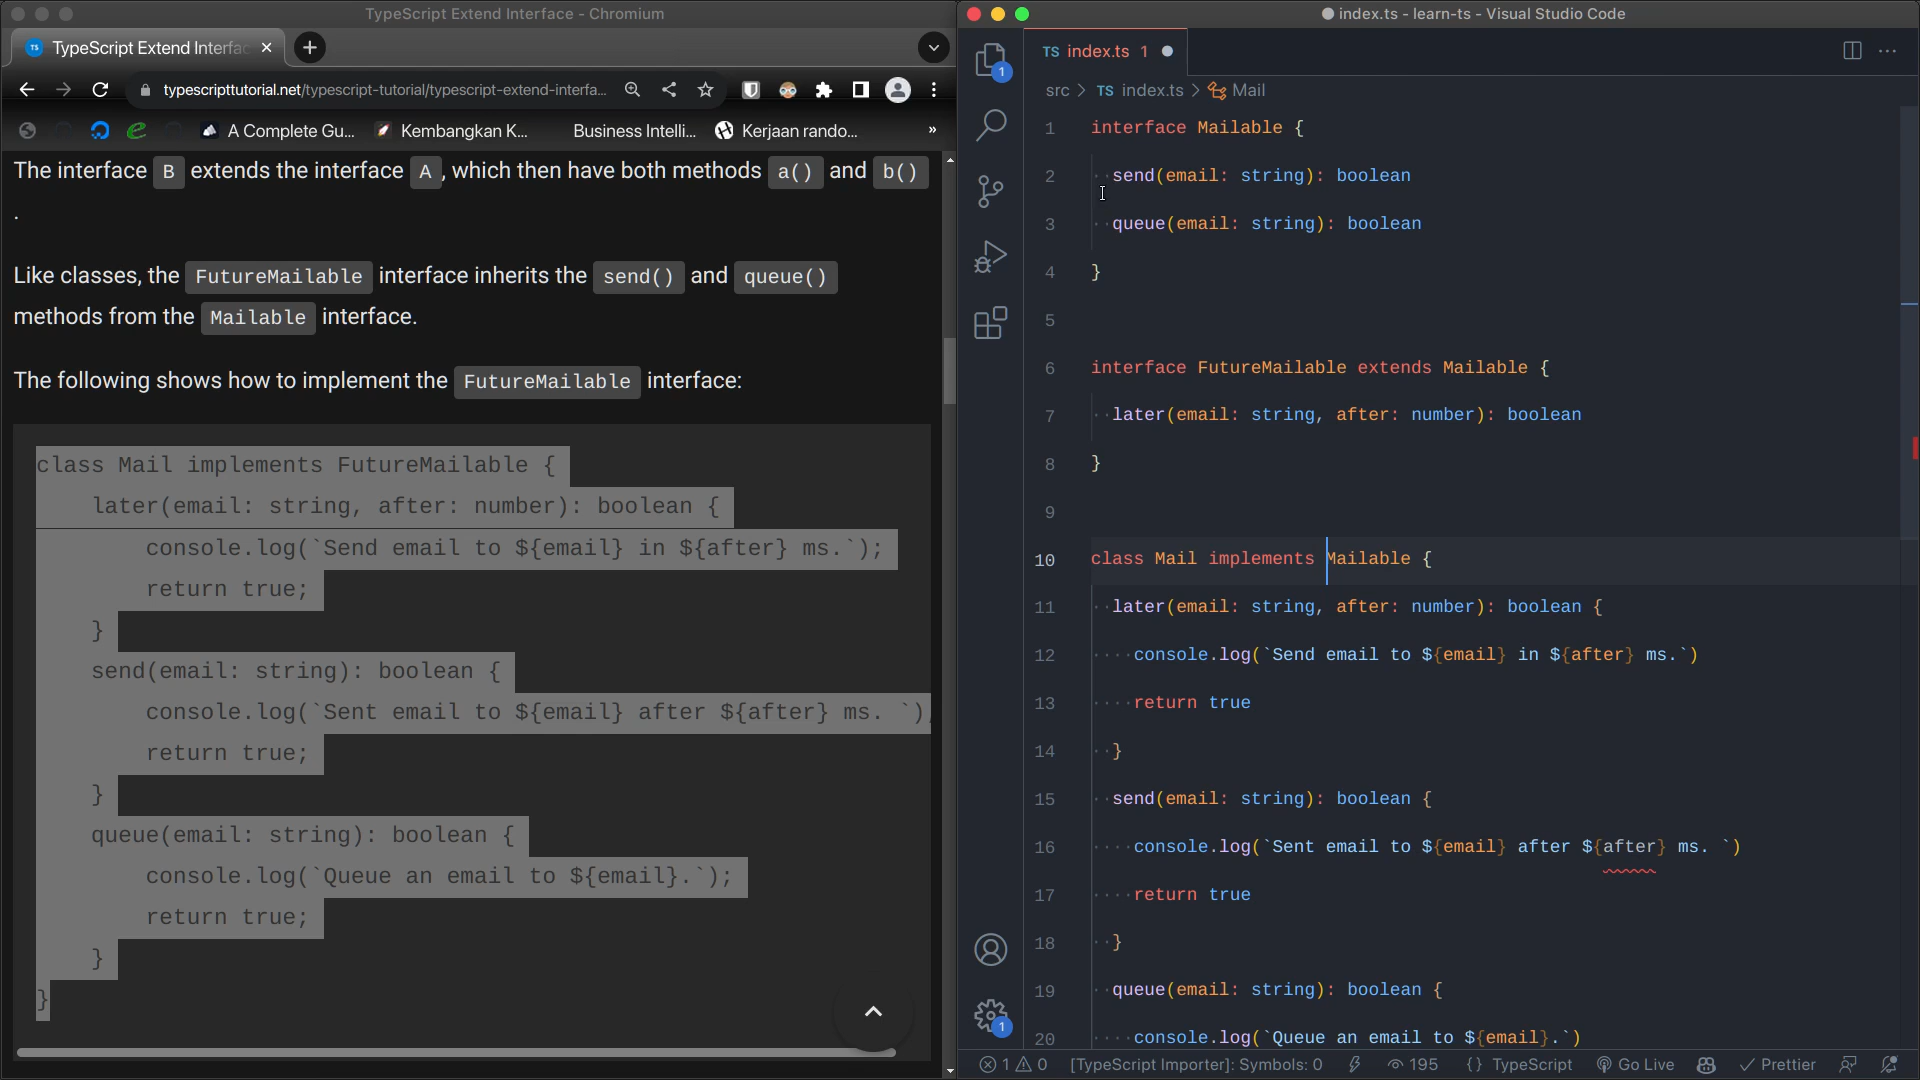 TypeScript Extend Interface - Chromium
TypeScript Extend Interfac
typescripttutorial.net/typescript-tutorial/typescript-extend-interfa...
A Complete Gu... Kembangkan K... Business Intelli... Kerjaan rando... »
The interface B extends the interface A, which then have both methods a() and b()
.
Like classes, the FutureMailable interface inherits the send() and queue()
methods from the Mailable interface.
The following shows how to implement the FutureMailable interface:
class Mail implements FutureMailable {
later(email: string, after: number): boolean {
console.log(`Send email to ${email} in ${after} ms.`);
return true;
}
send(email: string): boolean {
console.log(`Sent email to ${email} after ${after} ms. `)
return true;
}
queue(email: string): boolean {
console.log(`Queue an email to ${email}.`);
return true;
}
}
index.ts - learn-ts - Visual Studio Code
TS index.ts 1
src > TS index.ts > Mail
1 interface Mailable {
2 send(email: string): boolean
3 queue(email: string): boolean
4 }
5
6 interface FutureMailable extends Mailable {
7 later(email: string, after: number): boolean
8 }
9
10 class Mail implements Mailable {
11 later(email: string, after: number): boolean {
12 console.log(`Send email to ${email} in ${after} ms.`)
13 return true
14 }
15 send(email: string): boolean {
16 console.log(`Sent email to ${email} after ${after} ms. `)
17 return true
18 }
19 queue(email: string): boolean {
20 console.log(`Queue an email to ${email}.`)
1
1
1 0 [TypeScript Importer]: Symbols: 0 195 {} TypeScript Go Live Prettier